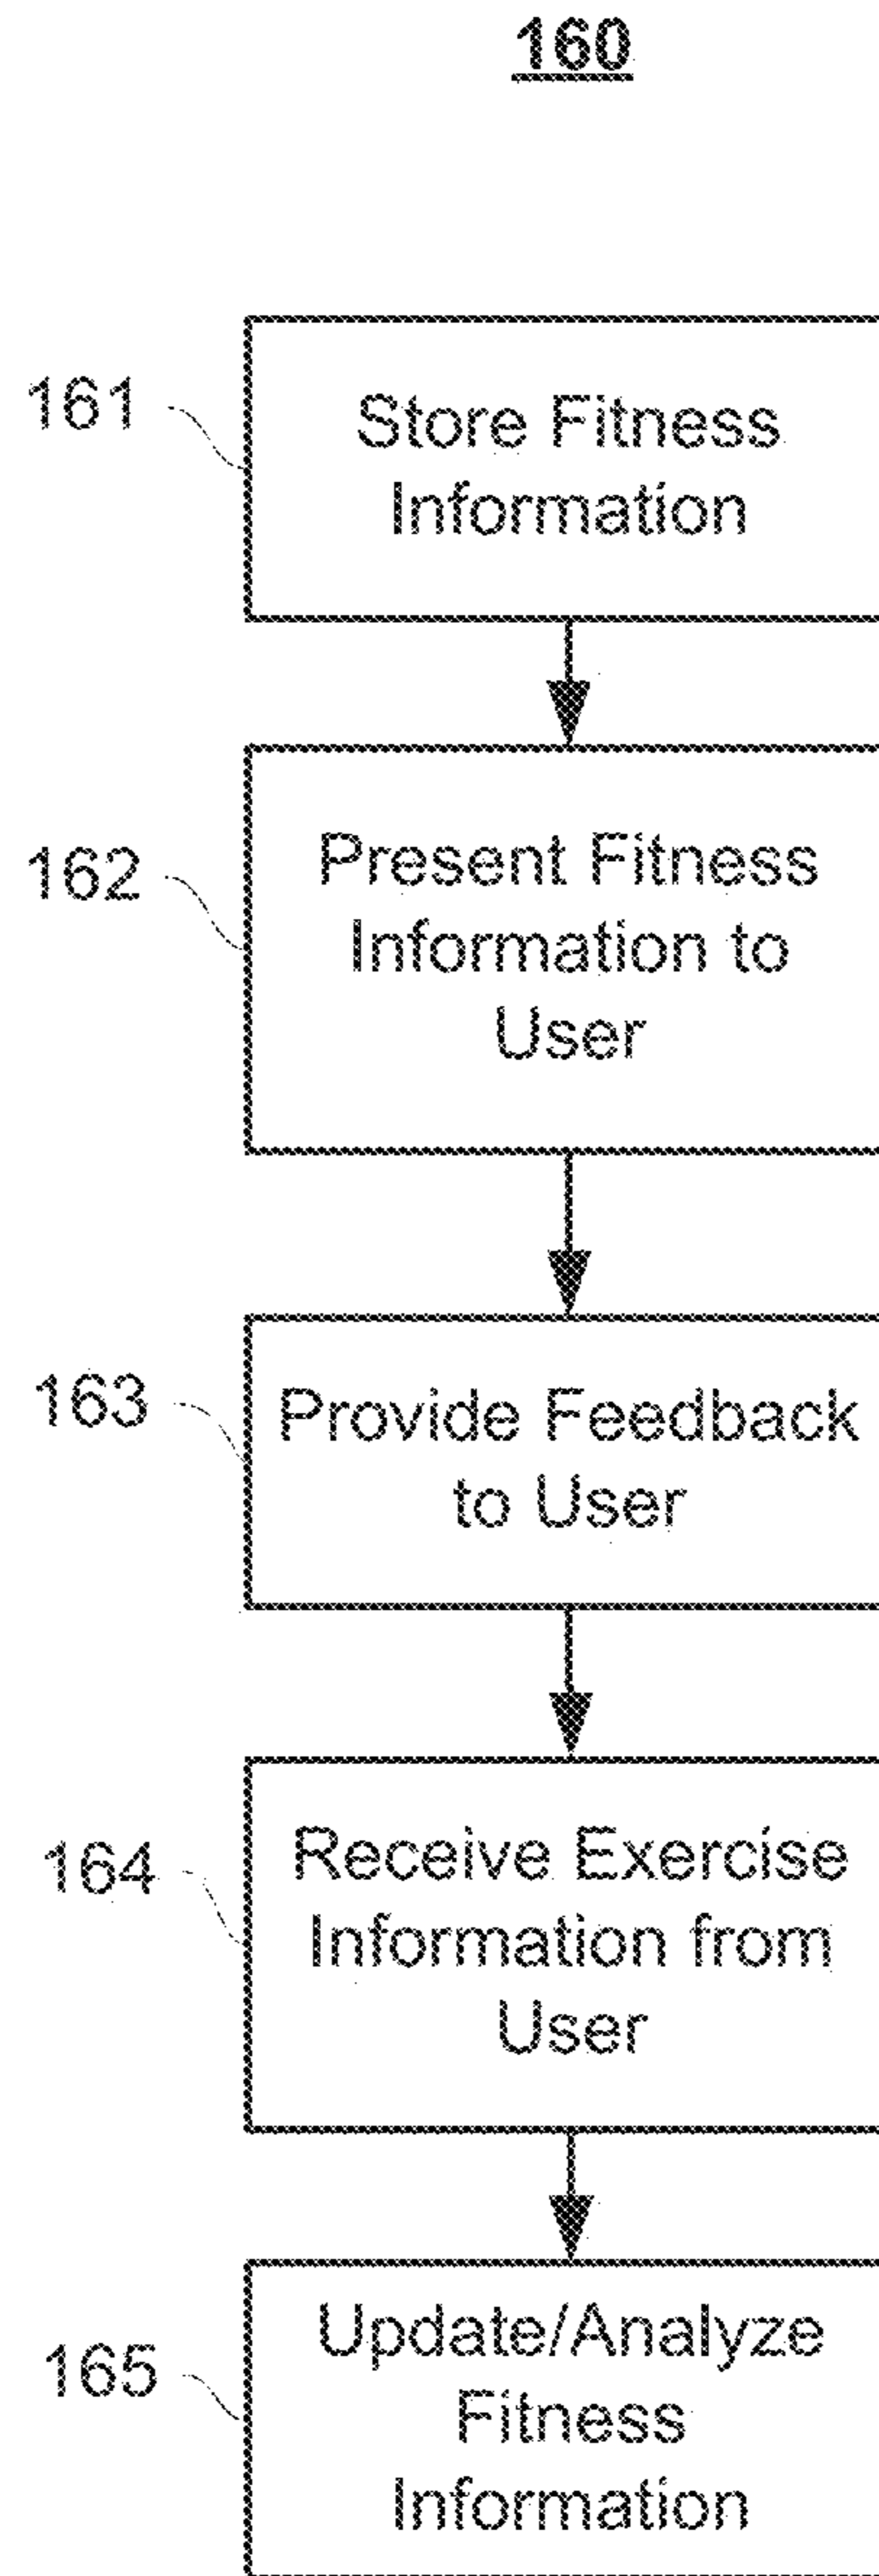 160
161
Store Fitness
Information
162
Present Fitness
Information to
User
163
Provide Feedback
to User
164
Receive Exercise
Information from
User
165
Update/Analyze
Fitness
Information